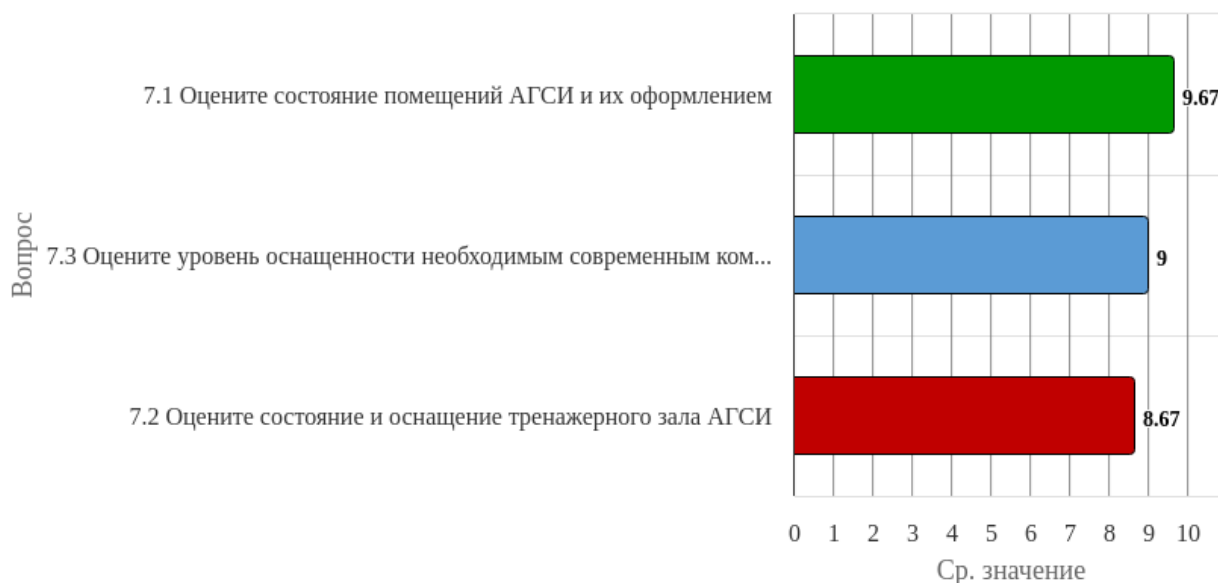 7.1 Оцените состояние помещений АГСИ и их оформлением
9.67
Вопрос
7.3 Оцените уровень оснащенности необходимым современным ком...
9
7.2 Оцените состояние и оснащение тренажерного зала АГСИ
8.67
0 1 2 3 4 5 6 7 8 9 10
Ср. значение